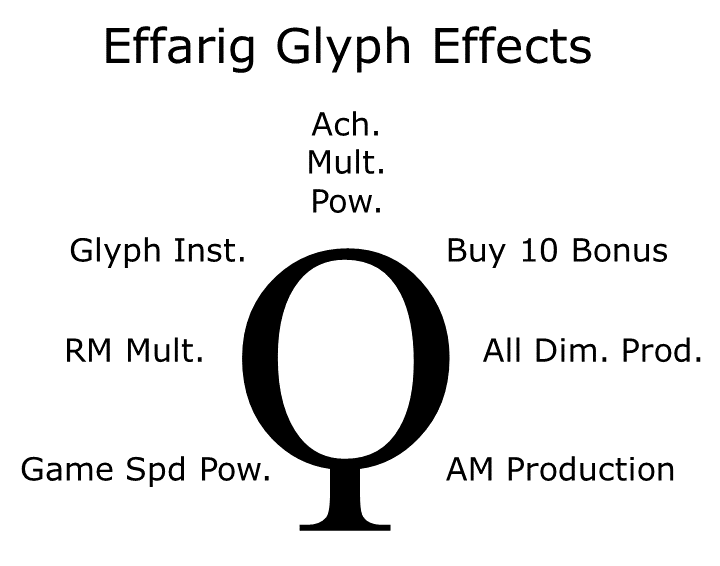 Effarig Glyph Effects
Ach.
Mult.
Pow.
Glyph Inst.
Buy 10 Bonus
RM Mult.
All Dim. Prod.
Game Spd Pow.
AM Production
Ϙ